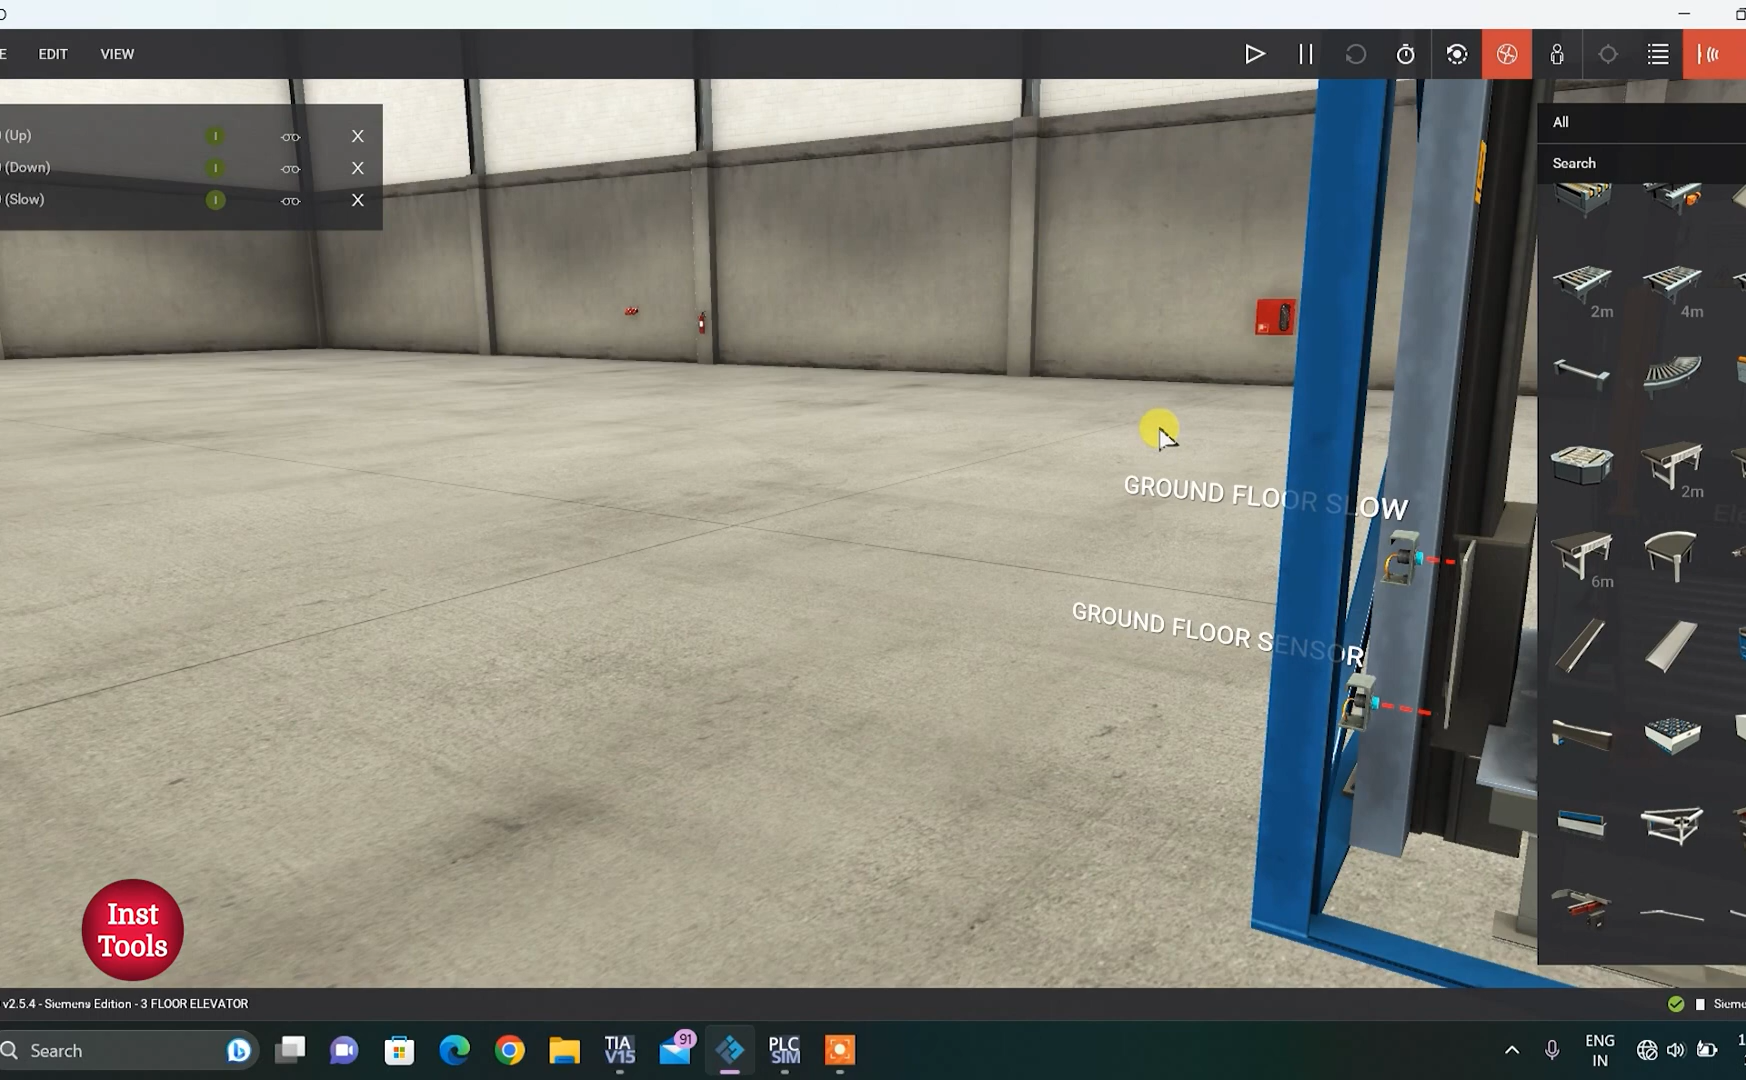 EDIT VIEW
(Up) X
(Down) X
(Slow) X
All
Search
2m 4m
2m
6m
GROUND FLOOR SLOW
GROUND FLOOR SENSOR
Inst
Tools
v2.5.4 - Siemens Edition - 3 FLOOR ELEVATOR
Search
TIA
V15
91
PLC
SIM
ENG
IN